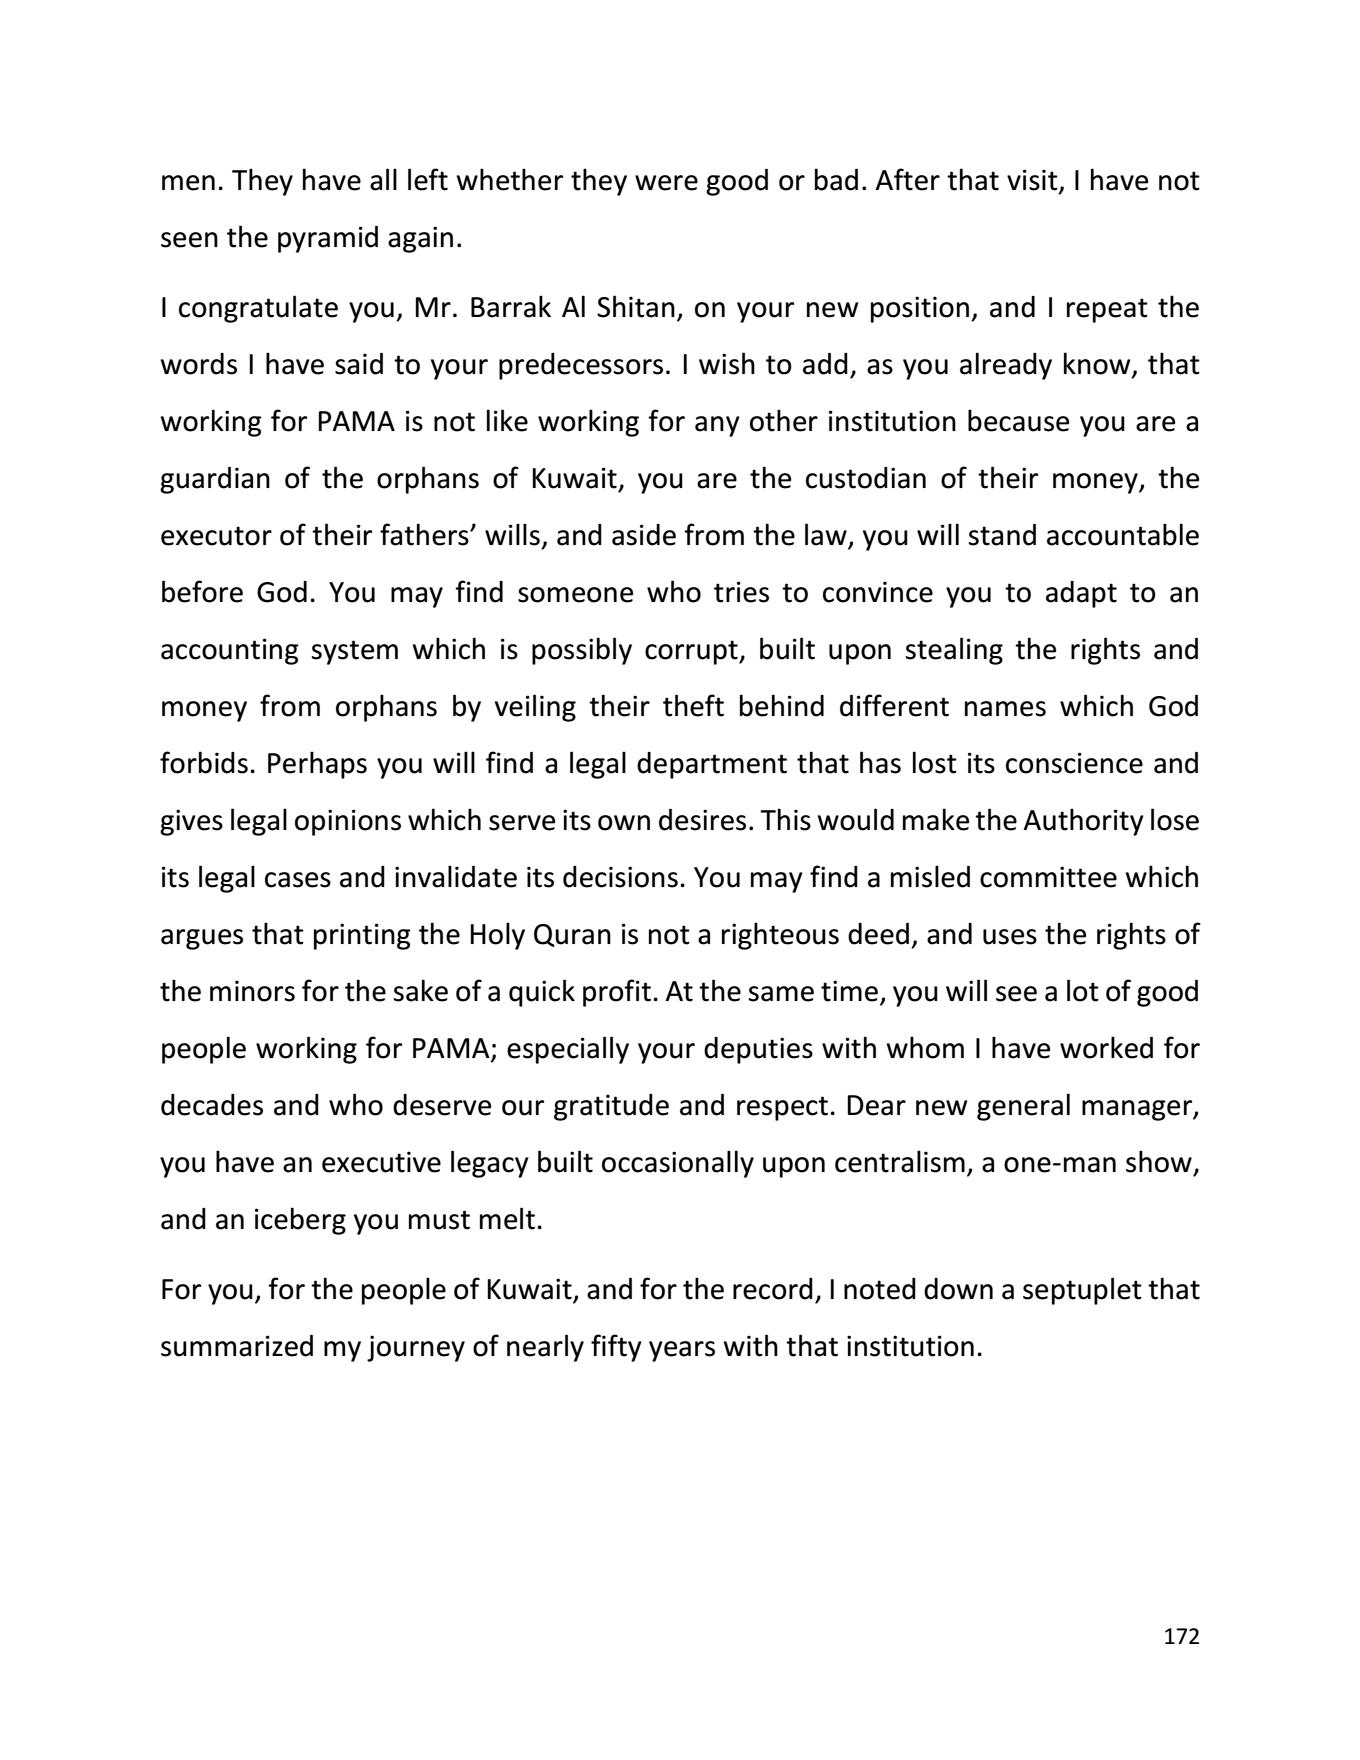 men. They have all left whether they were good or bad. After that visit, I have not
seen the pyramid again.
I congratulate you, Mr. Barrak Al Shitan, on your new position, and I repeat the
words I have said to your predecessors. I wish to add, as you already know, that
working for PAMA is not like working for any other institution because you are a
guardian of the orphans of Kuwait, you are the custodian of their money, the
executor of their fathers’ wills, and aside from the law, you will stand accountable
before God. You may find someone who tries to convince you to adapt to an
accounting system which is possibly corrupt, built upon stealing the rights and
money from orphans by veiling their theft behind different names which God
forbids. Perhaps you will find a legal department that has lost its conscience and
gives legal opinions which serve its own desires. This would make the Authority lose
its legal cases and invalidate its decisions. You may find a misled committee which
argues that printing the Holy Quran is not a righteous deed, and uses the rights of
the minors for the sake of a quick profit. At the same time, you will see a lot of good
people working for PAMA; especially your deputies with whom I have worked for
decades and who deserve our gratitude and respect. Dear new general manager,
you have an executive legacy built occasionally upon centralism, a one-man show,
and an iceberg you must melt.
For you, for the people of Kuwait, and for the record, I noted down a septuplet that
summarized my journey of nearly fifty years with that institution.
172